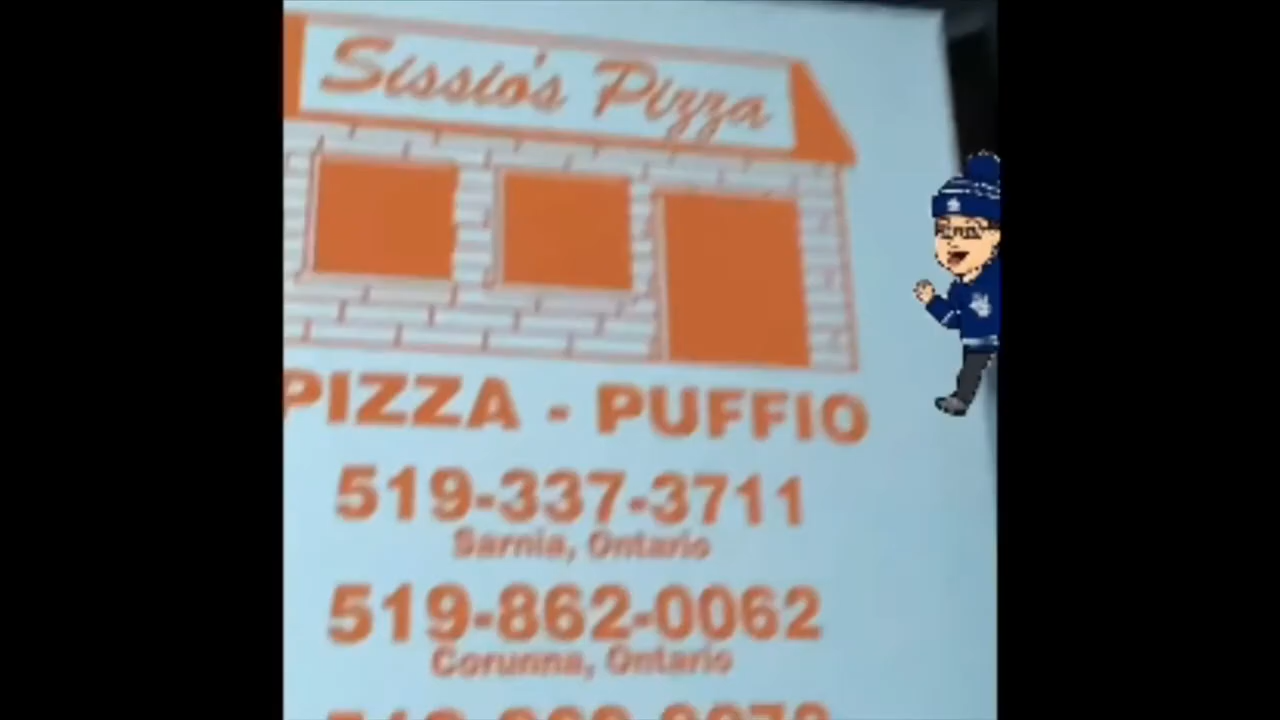 Sissio's Pizza
PIZZA - PUFFIO
519-337-3711
Sarnia, Ontario
519-862-0062
Corunna, Ontario